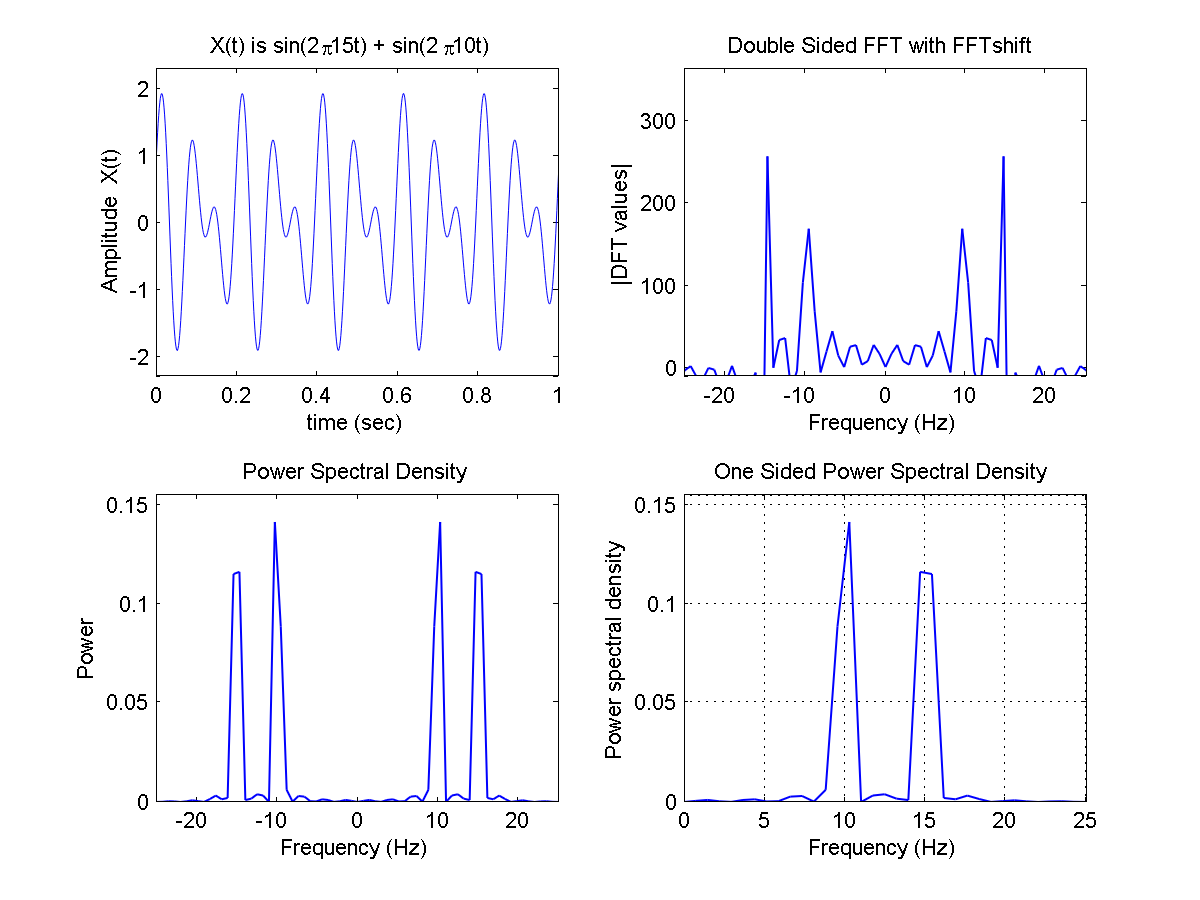 X(t) is sin(2π15t) + sin(2 π10t)
2
1
0
-1
-2
Amplitude X(t)
0 0.2 0.4 0.6 0.8 1
time (sec)
Double Sided FFT with FFTshift
300
200
100
0
|DFT values|
-20 -10 0 10 20
Frequency (Hz)
Power Spectral Density
0.15
0.1
0.05
0
Power
-20 -10 0 10 20
Frequency (Hz)
One Sided Power Spectral Density
0.15
0.1
0.05
0
Power spectral density
0 5 10 15 20 25
Frequency (Hz)